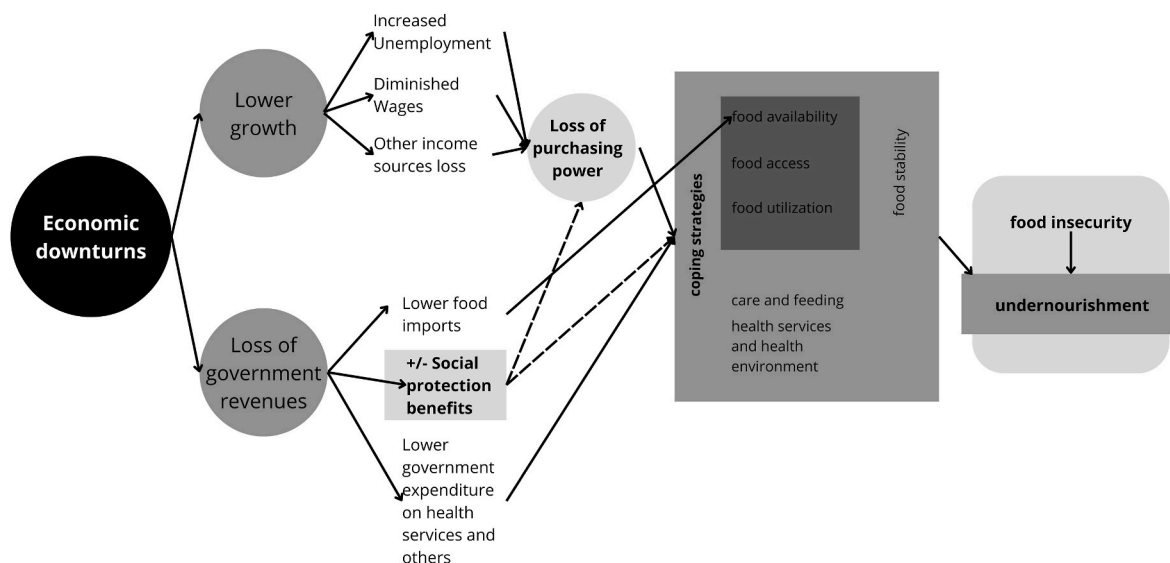 Economic
downturns
Lower
growth
Loss of
government
revenues
Increased
Unemployment
Diminished
Wages
Other income
sources loss
Lower food
imports
+/- Social
protection
benefits
Lower
government
expenditure
on health
services and
others
Loss of
purchasing
power
coping strategies
food availability
food access
food utilization
care and feeding
health services
and health
environment
food stability
food insecurity
undernourishment